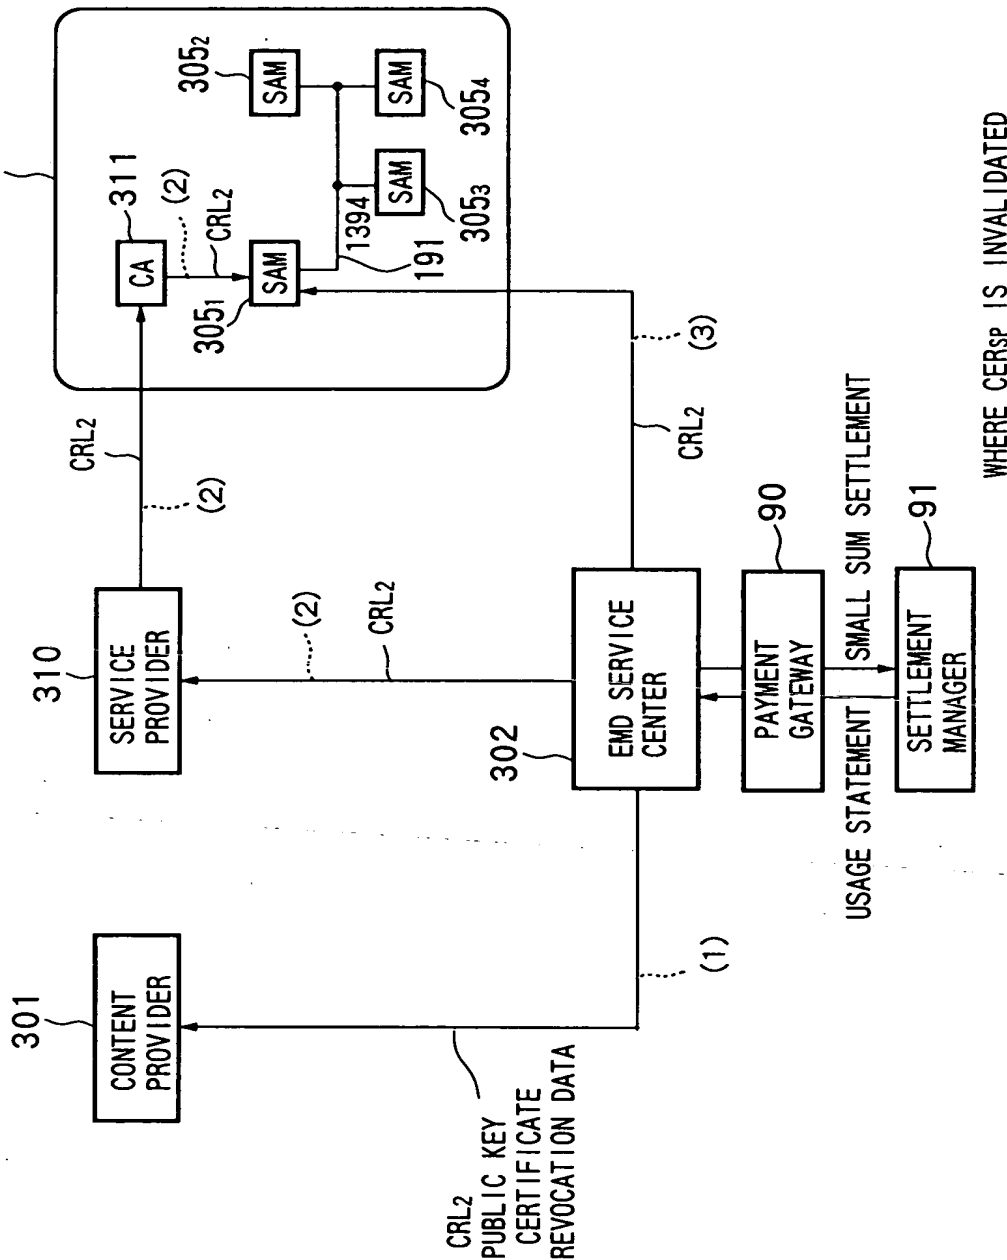 301
CONTENT
PROVIDER
310
SERVICE
PROVIDER
CRL2
(2)
CA
311
(2)
CRL2
3051
SAM
3052
SAM
1394
191
SAM
3053
SAM
3054
(2)
CRL2
CRL2
PUBLIC KEY
CERTIFICATE
REVOCATION DATA
(1)
302
EMD SERVICE
CENTER
CRL2
(3)
PAYMENT
GATEWAY
90
USAGE STATEMENT
SMALL SUM SETTLEMENT
SETTLEMENT
MANAGER
91
WHERE CERSP IS INVALIDATED